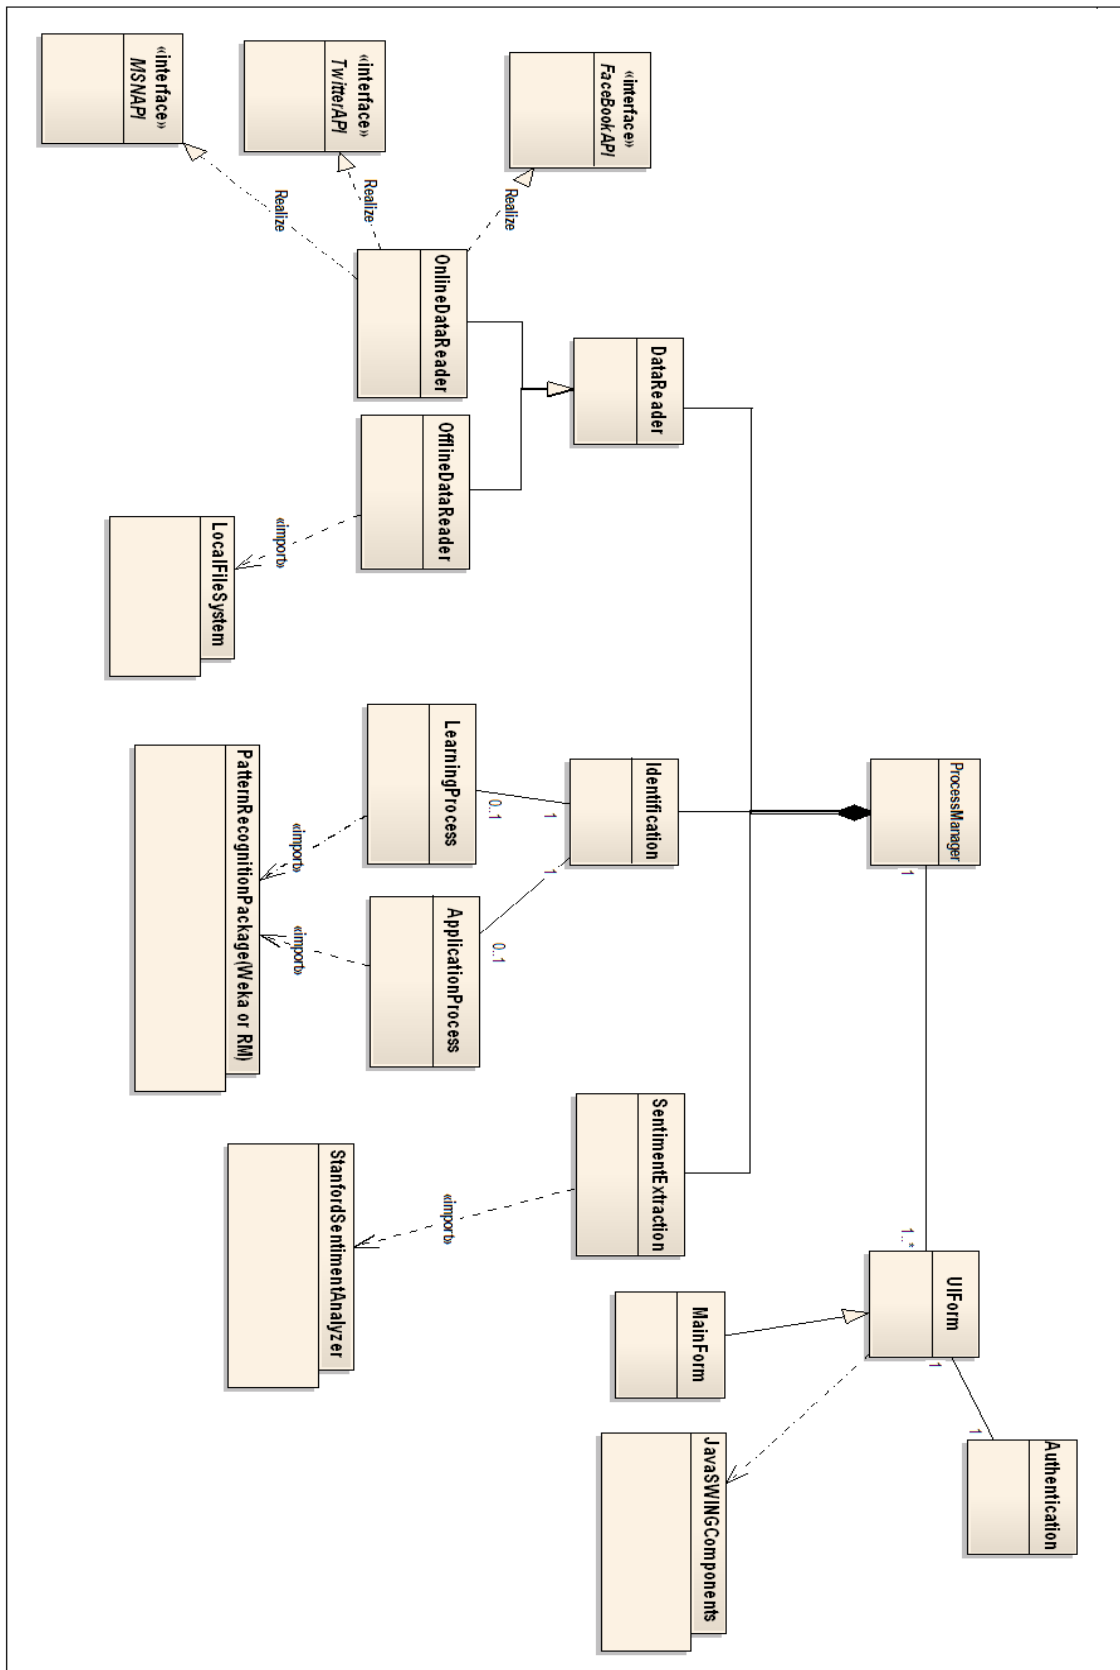 «interface»
MSNAPI
«interface»
TwitterAPI
«interface»
FaceBookAPI
Realize
Realize
Realize
OnlineDataReader
DataReader
OfflineDataReader
«import»
LocalFileSystem
ProcessManager
1
Identification
1
1
0..1
0..1
LearningProcess
ApplicationProcess
«import»
«import»
PatternRecognitionPackage(Weka or RM)
SentimentExtraction
«import»
StanfordSentimentAnalyzer
1..*
UIForm
1
1
Authentication
MainForm
JavaSWINGComponents